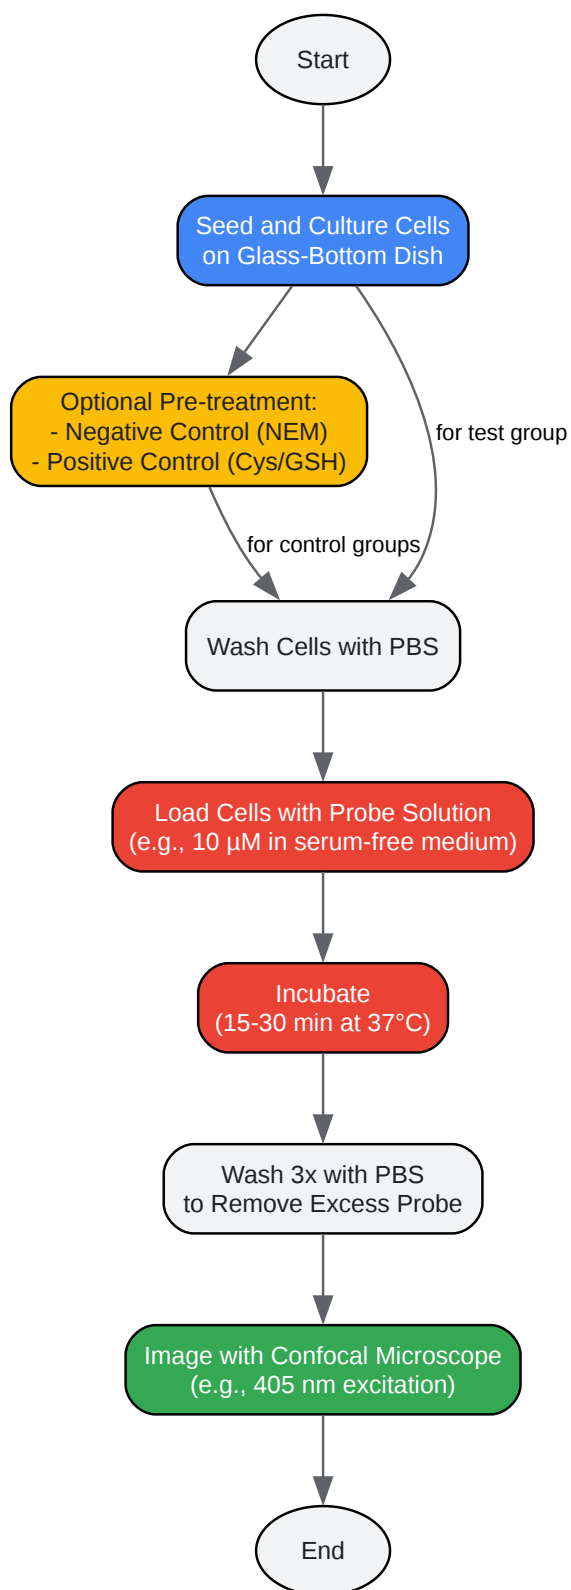 Start
Seed and Culture Cells
on Glass-Bottom Dish
Optional Pre-treatment:
- Negative Control (NEM)
- Positive Control (Cys/GSH)
for test group
for control groups
Wash Cells with PBS
Load Cells with Probe Solution
(e.g., 10 µM in serum-free medium)
Incubate
(15-30 min at 37°C)
Wash 3x with PBS
to Remove Excess Probe
Image with Confocal Microscope
(e.g., 405 nm excitation)
End